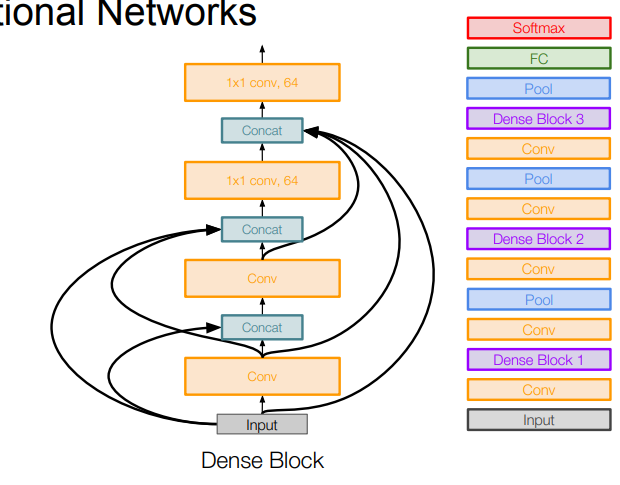 tional Networks
1x1 conv, 64
Concat
1x1 conv, 64
Concat
Conv
Concat
Conv
Input
Dense Block
Softmax
FC
Pool
Dense Block 3
Conv
Pool
Conv
Dense Block 2
Conv
Pool
Conv
Dense Block 1
Conv
Input